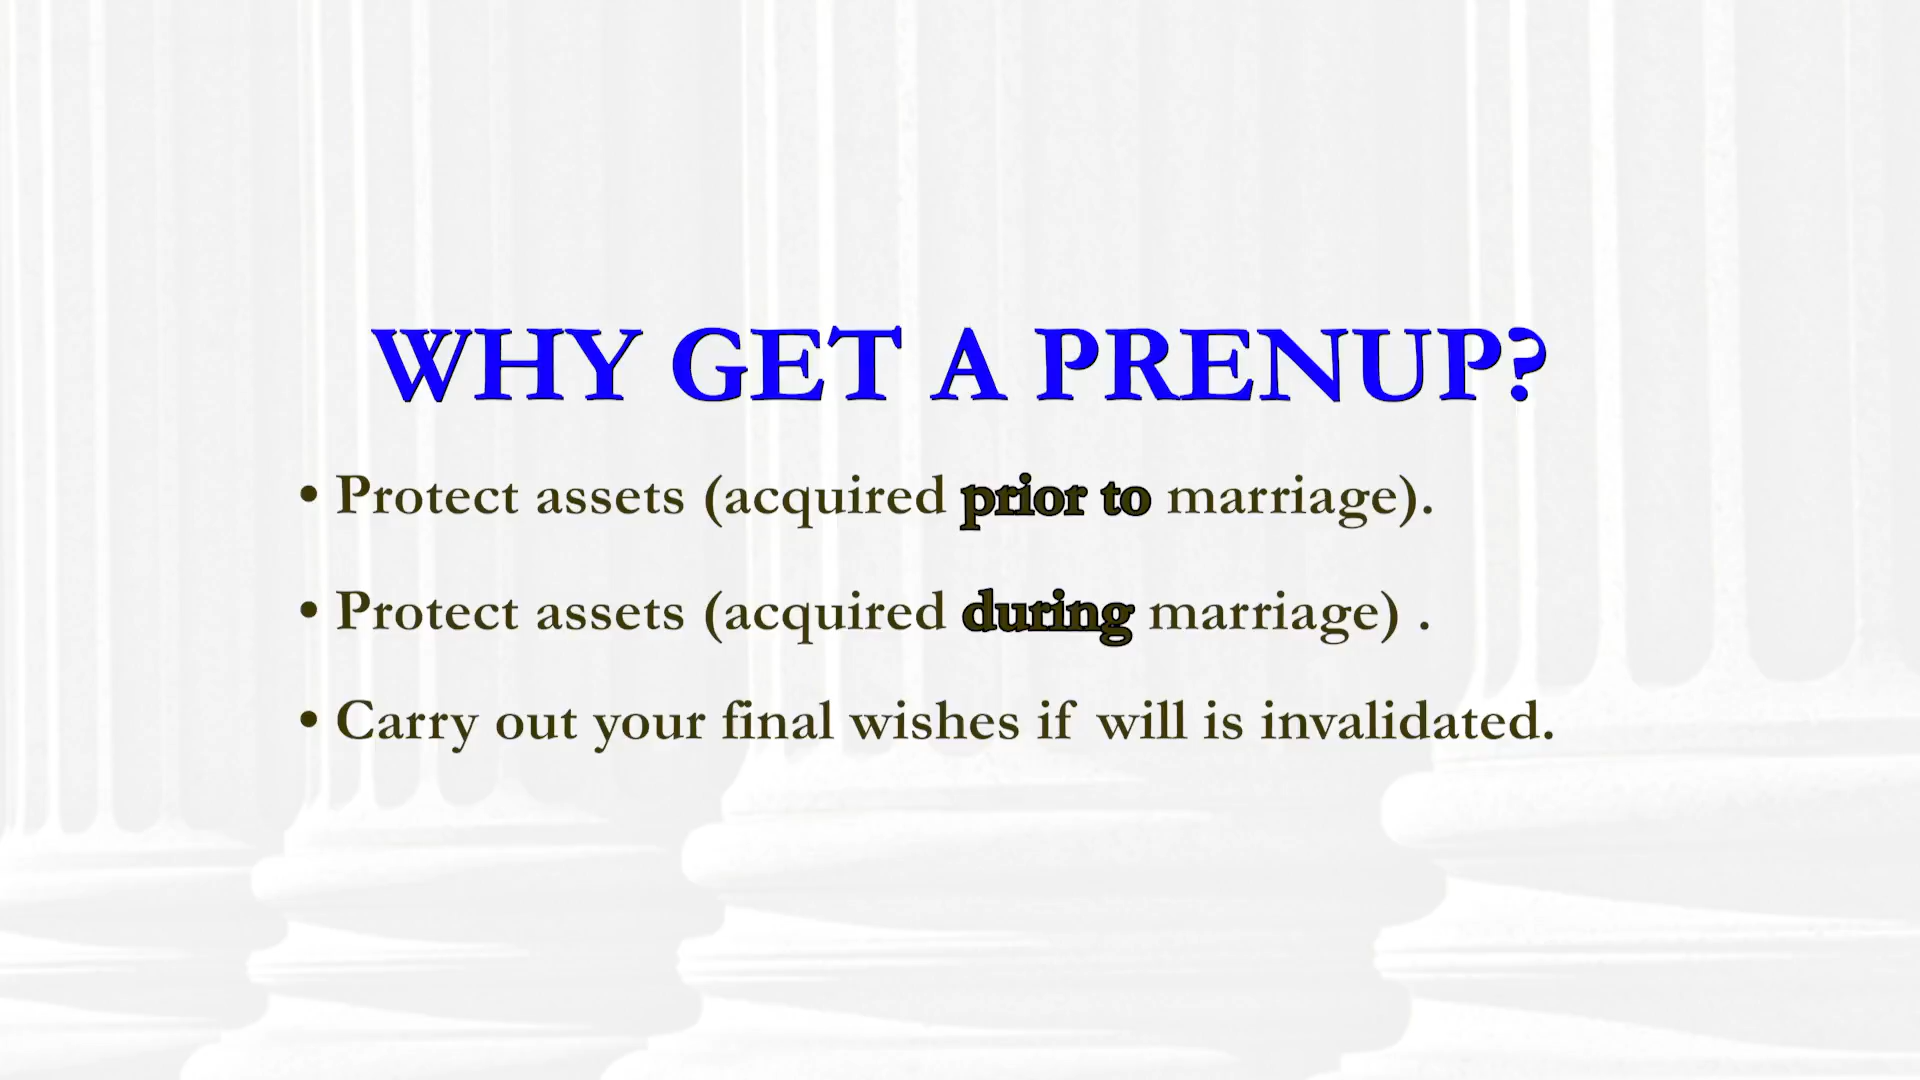 WHY GET A PRENUP?
• Protect assets (acquired prior to marriage).
• Protect assets (acquired during marriage) .
• Carry out your final wishes if will is invalidated.